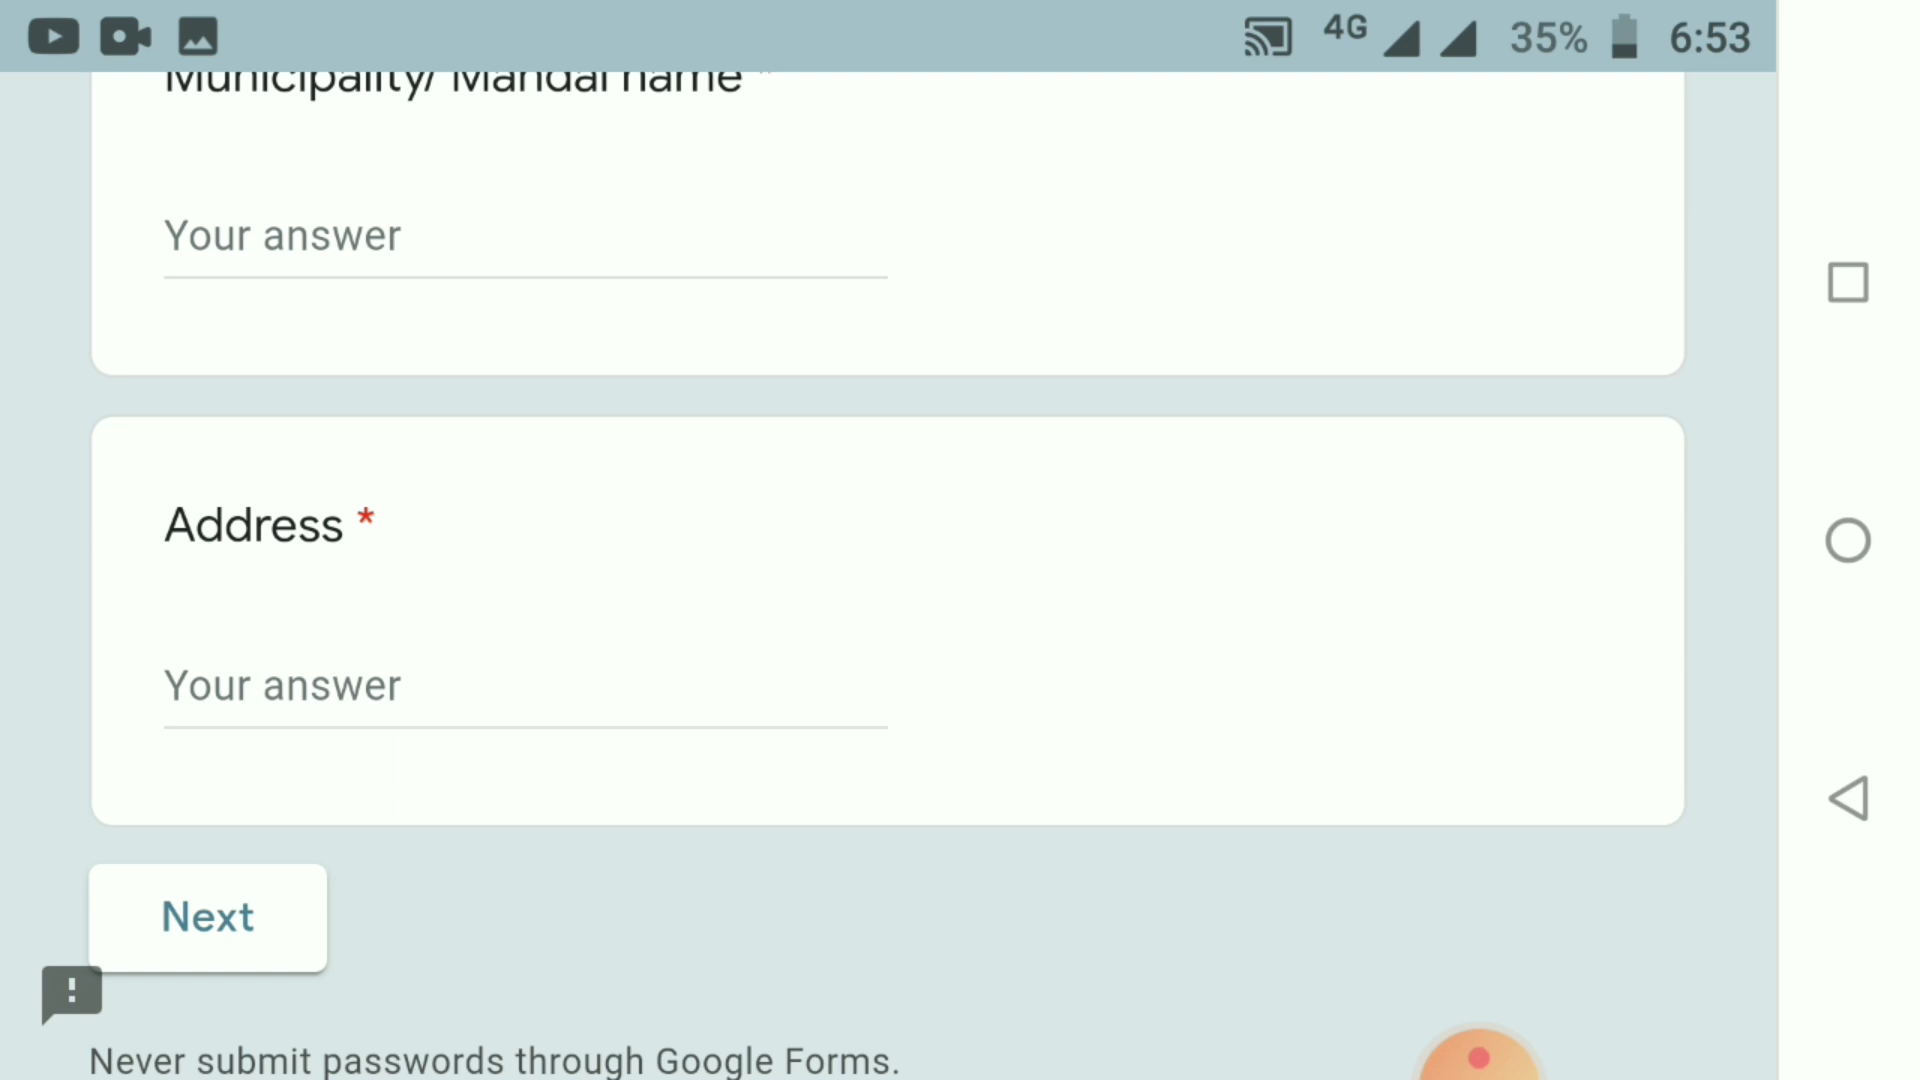 4G 35% 6:53
Municipality/ Mandal name *
Your answer
Address *
Your answer
Next
Never submit passwords through Google Forms.